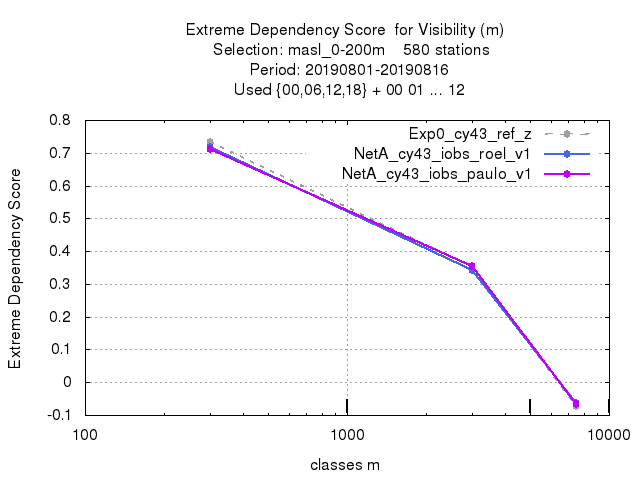 Extreme Dependency Score  for Visibility (m)
Selection: masl_0-200m    580 stations
Period: 20190801-20190816
Used {00,06,12,18} + 00 01 ... 12
0.8
Exp0_cy43_ref_z
0.7
NetA_cy43_iobs_roel_v1
NetA_cy43_iobs_paulo_v1
0.6
0.5
0.4
0.3
0.2
0.1
0
-0.1
Extreme Dependency Score
100 1000 10000
classes m